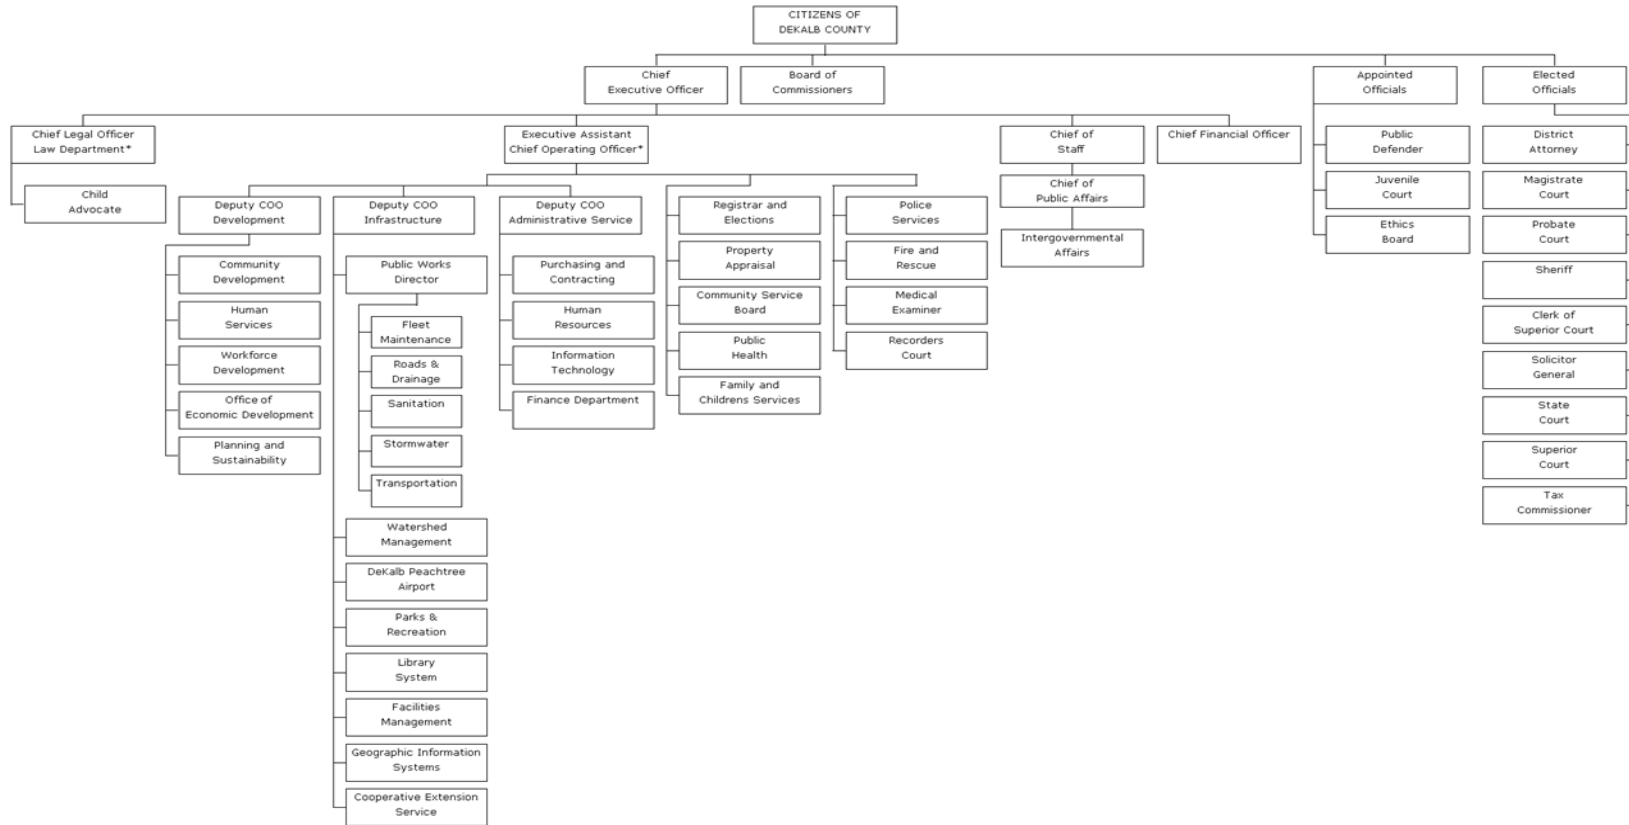 CITIZENS OF
DEKALB COUNTY
Chief
Executive Officer
Board of
Commissioners
Appointed
Officials
Elected
Officials
Chief Legal Officer
Law Department*
Executive Assistant
Chief Operating Officer*
Chief of
Staff
Chief Financial Officer
Public
Defender
District
Attorney
Child
Advocate
Chief of
Public Affairs
Juvenile
Court
Magistrate
Court
Deputy COO
Development
Deputy COO
Infrastructure
Deputy COO
Administrative Service
Registrar and
Elections
Police
Services
Intergovernmental
Affairs
Ethics
Board
Probate
Court
Community
Development
Public Works
Director
Purchasing and
Contracting
Property
Appraisal
Fire and
Rescue
Sheriff
Human
Services
Fleet
Maintenance
Human
Resources
Community Service
Board
Medical
Examiner
Clerk of
Superior Court
Workforce
Development
Roads &
Drainage
Information
Technology
Public
Health
Recorders
Court
Solicitor
General
Office of
Economic Development
Sanitation
Finance Department
Family and
Childrens Services
State
Court
Planning and
Sustainability
Stormwater
Superior
Court
Transportation
Tax
Commissioner
Watershed
Management
DeKalb Peachtree
Airport
Parks &
Recreation
Library
System
Facilities
Management
Geographic Information
Systems
Cooperative Extension
Service